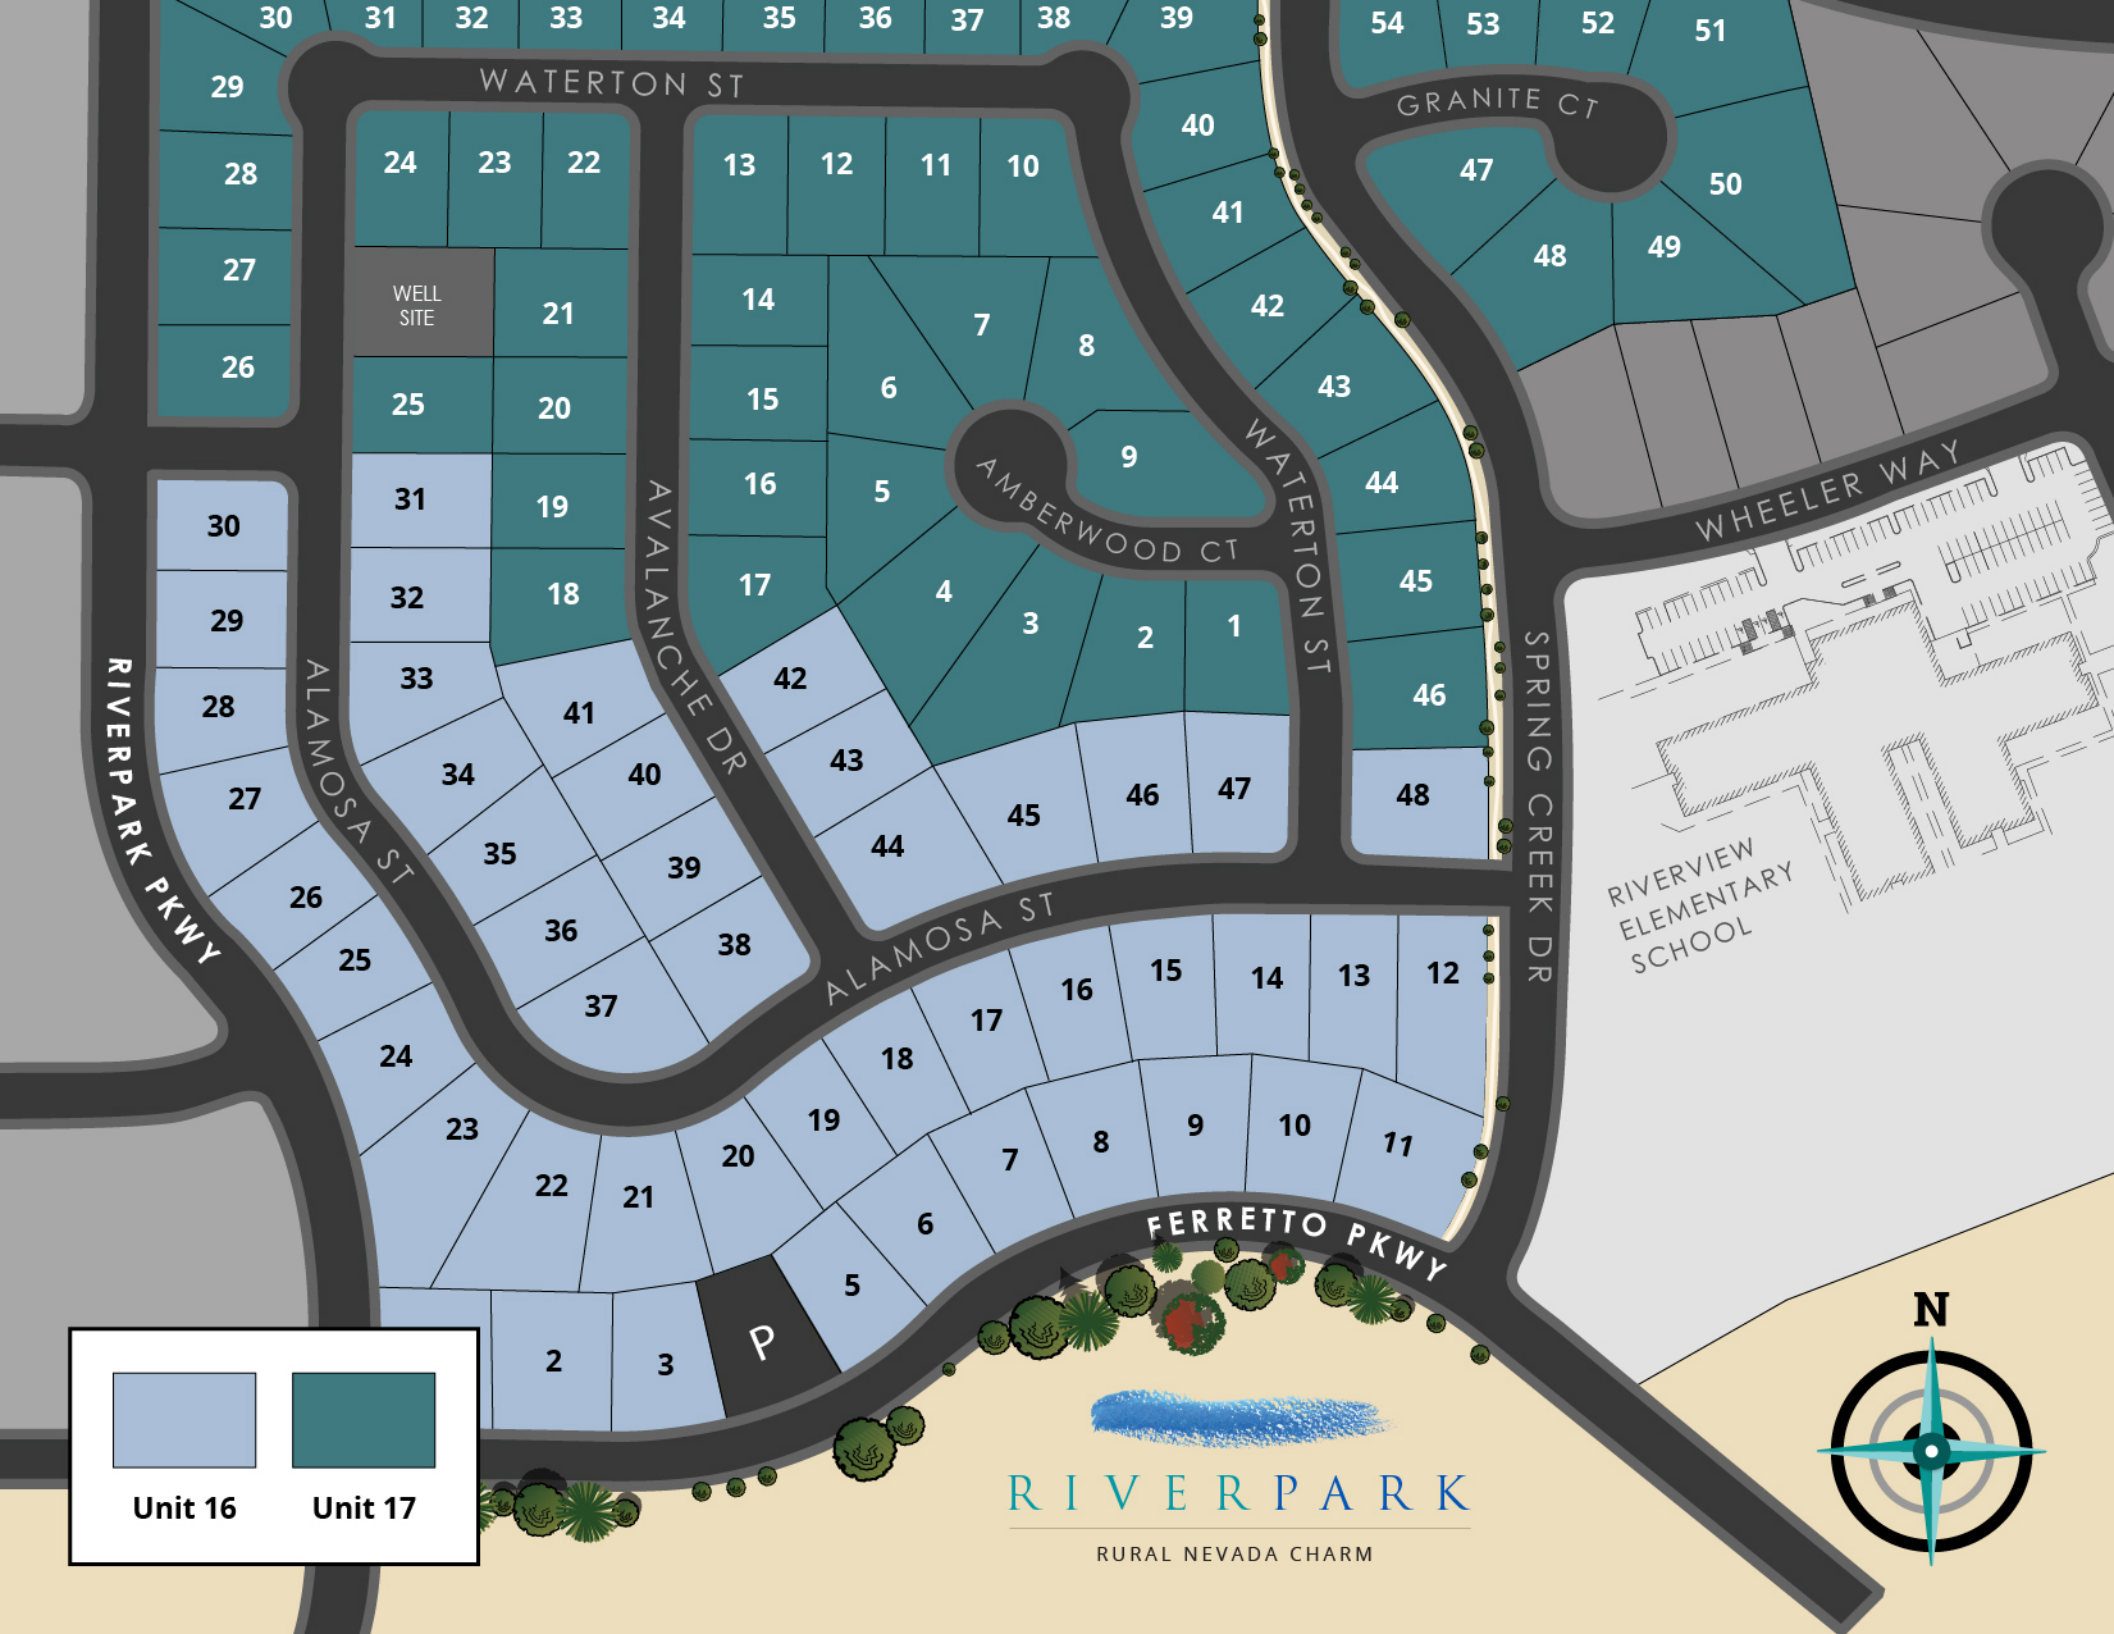 30 31 32 33 34 35 36 37 38 39 54 53 52 51
29 WATERTON ST GRANITE CT
40
24 23 22 13 12 11 10 47 50
28
41
48 49
27
WELL
SITE
21 14 7 8 42
26 25 20 15 6 43
9
31 19 16 5 44
AMBERWOOD CT
WATERTON ST
WHEELER WAY
30
32 18 17 4 45
29 3 2 1
AVALANCHE DR
SPRING CREEK DR
RIVERPARK PKWY
ALAMOSA ST
28 33 41 42 46
27 34 40 43 45 46 47 48
26 35 39 44
RIVERVIEW
ELEMENTARY
SCHOOL
25 36 38
ALAMOSA ST
37 18 17 16 15 14 13 12
24
23 22 21 20 19
7 8 9 10 11
6
FERRETTO PKWY
5
2 3 P
N
Unit 16 Unit 17
RIVERPARK
RURAL NEVADA CHARM